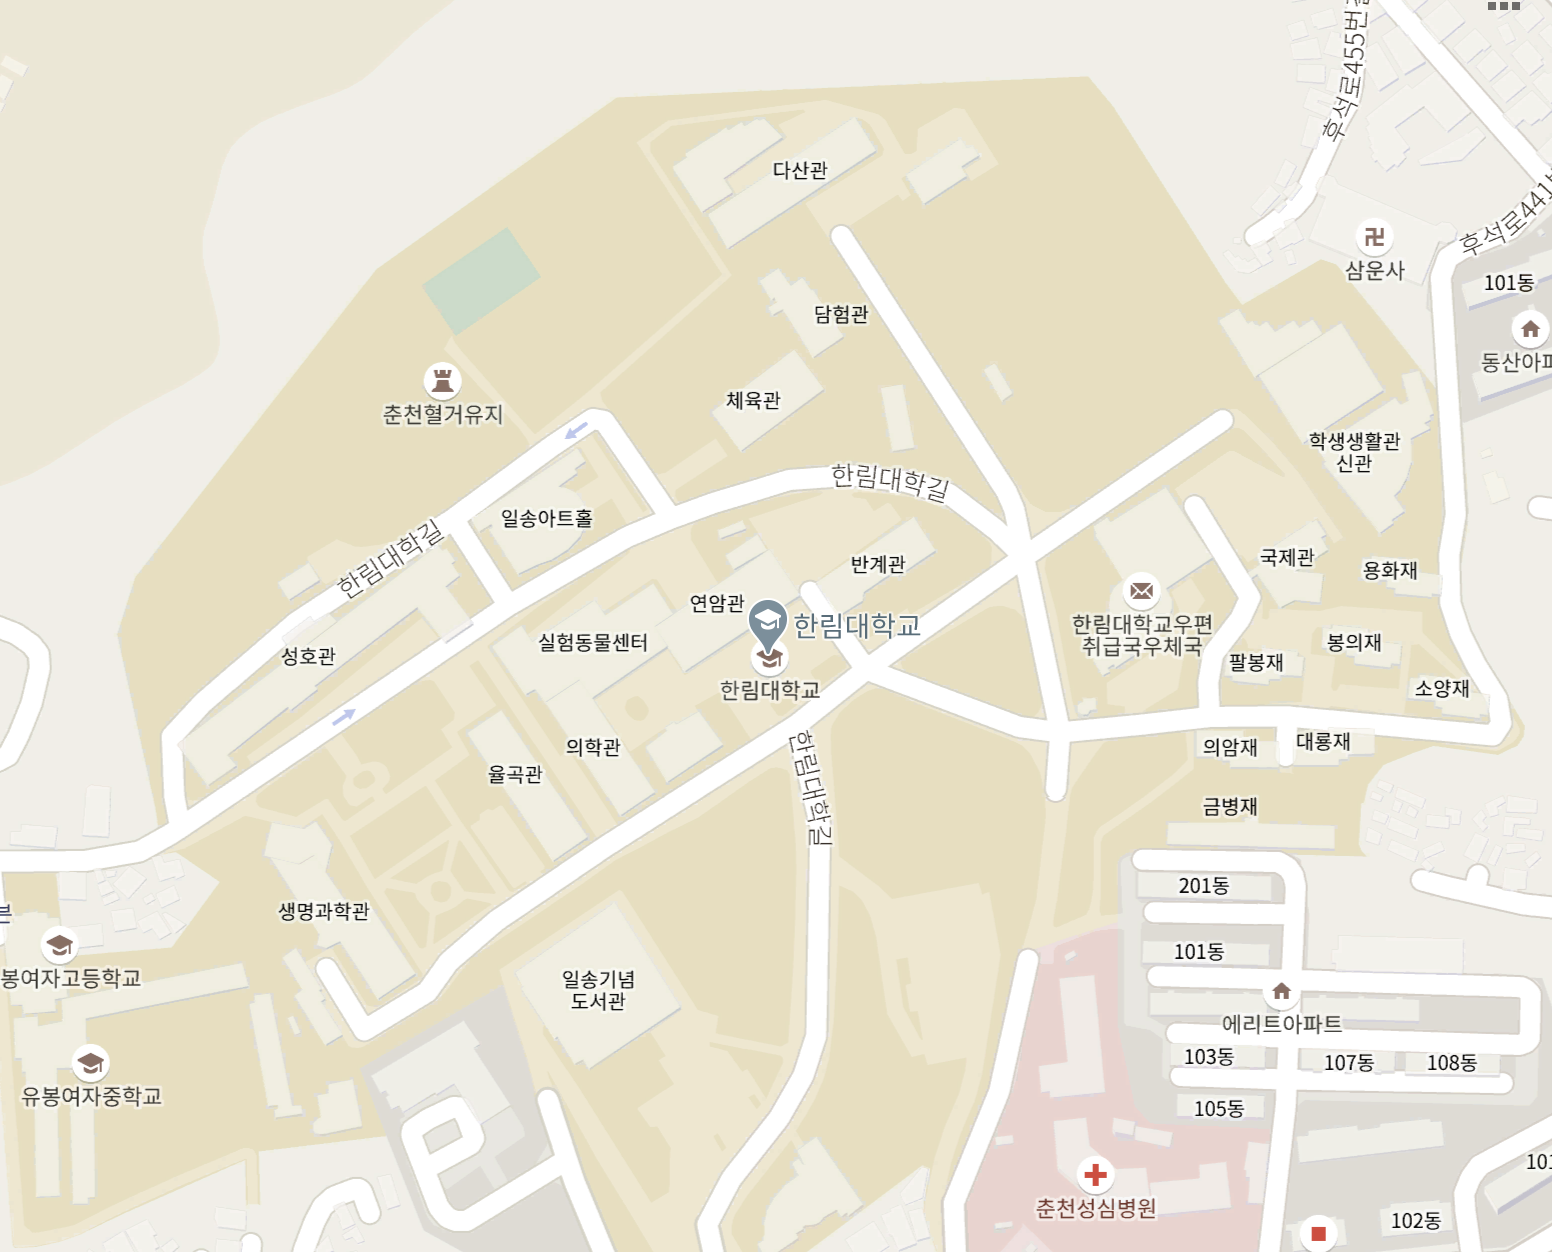 후석로455번길
다산관
후석로441번
삼운사
101동
담험관
동산아파
체육관
춘천혈거유지
학생생활관
신관
한림대학길
일송아트홀
한림대학길
반계관
국제관
용화재
연암관
한림대학교
한림대학교우편
취급국우체국
실험동물센터
봉의재
성호관
팔봉재
한림대학교
소양재
의학관
의암재
대룡재
율곡관
한림대학길
금병재
201동
생명과학관
101동
봉여자고등학교
일송기념
도서관
에리트아파트
103동
107동
108동
유봉여자중학교
105동
101
춘천성심병원
102동